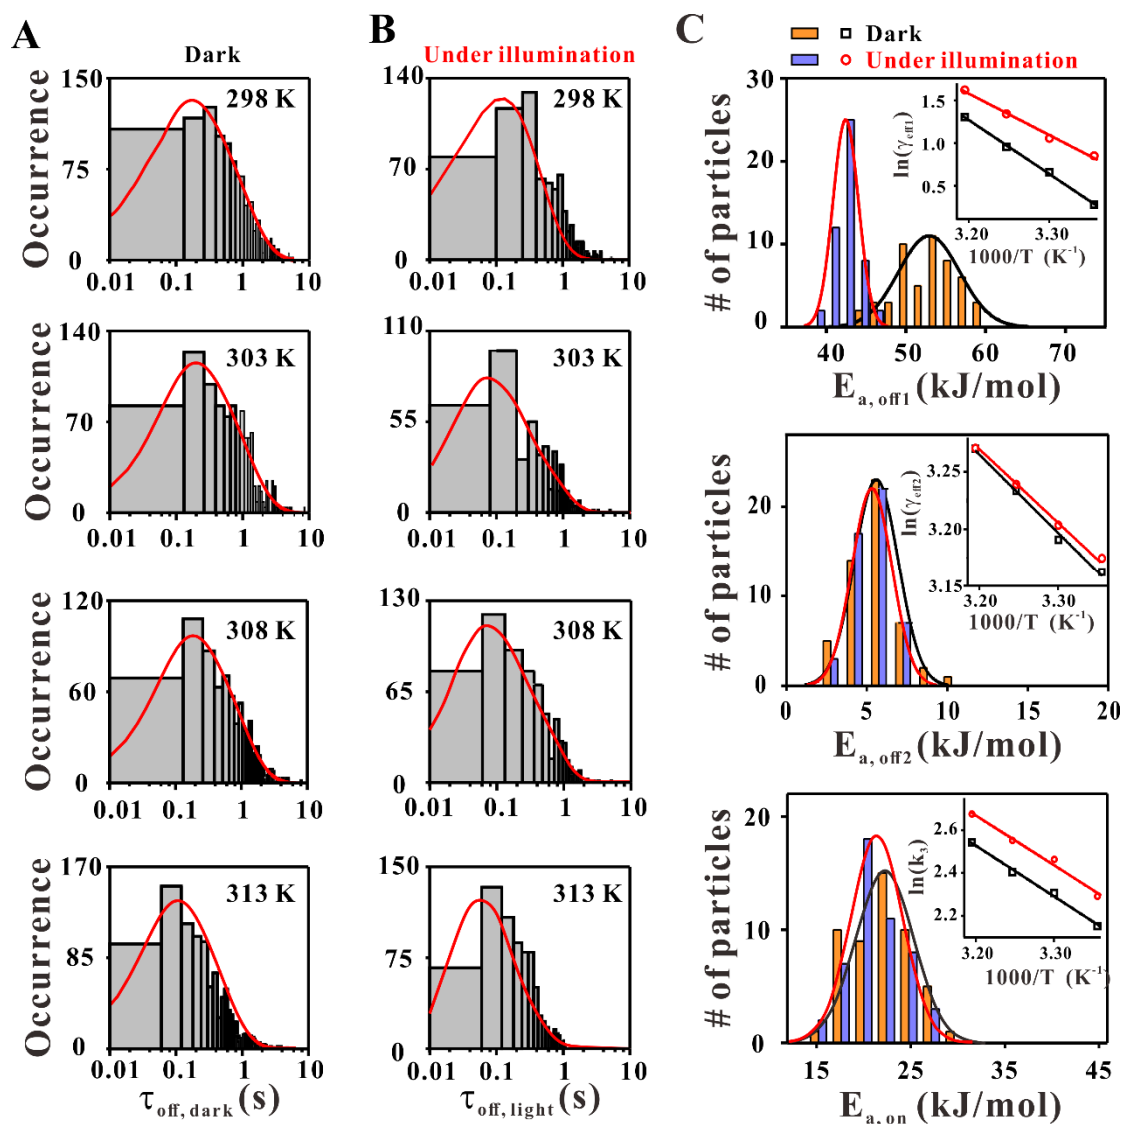 A
Dark
Occurrence
150
75
0
298 K
0.01 0.1 1 10
Occurrence
140
70
0
303 K
0.01 0.1 1 10
Occurrence
120
60
0
308 K
0.01 0.1 1 10
Occurrence
170
85
0
313 K
0.01 0.1 1 10
τoff, dark (s)
B
Under illumination
140
70
0
298 K
0.01 0.1 1 10
110
55
0
303 K
0.01 0.1 1 10
130
65
0
308 K
0.01 0.1 1 10
150
75
0
313 K
0.01 0.1 1 10
τoff, light (s)
C
Dark
Under illumination
# of particles
30
20
10
0
40 50 60 70
Ea, off1 (kJ/mol)
ln(γeff1)
1.5
1.0
0.5
3.20 3.30
1000/T (K-1)
# of particles
20
10
0
0 5 10 15 20
Ea, off2 (kJ/mol)
ln(γeff2)
3.25
3.20
3.15
3.20 3.30
1000/T (K-1)
# of particles
20
10
0
15 25 35 45
Ea, on (kJ/mol)
ln(k3)
2.6
2.4
2.2
3.20 3.30
1000/T (K-1)